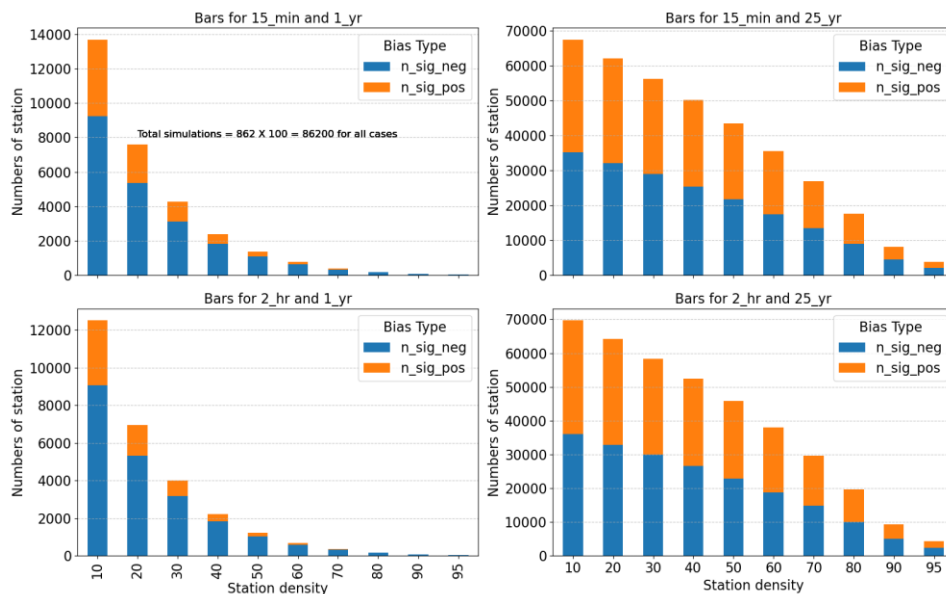 Bars for 15_min and 1_yr
Numbers of station
14000
12000
10000
8000
6000
4000
2000
0
Bias Type
n_sig_neg
n_sig_pos
Total simulations = 862 X 100 = 86200 for all cases
Bars for 15_min and 25_yr
Numbers of station
70000
60000
50000
40000
30000
20000
10000
0
Bias Type
n_sig_neg
n_sig_pos
Bars for 2_hr and 1_yr
Numbers of station
12000
10000
8000
6000
4000
2000
0
Bias Type
n_sig_neg
n_sig_pos
10 20 30 40 50 60 70 80 90 95
Station density
Bars for 2_hr and 25_yr
Numbers of station
70000
60000
50000
40000
30000
20000
10000
0
Bias Type
n_sig_neg
n_sig_pos
10 20 30 40 50 60 70 80 90 95
Station density